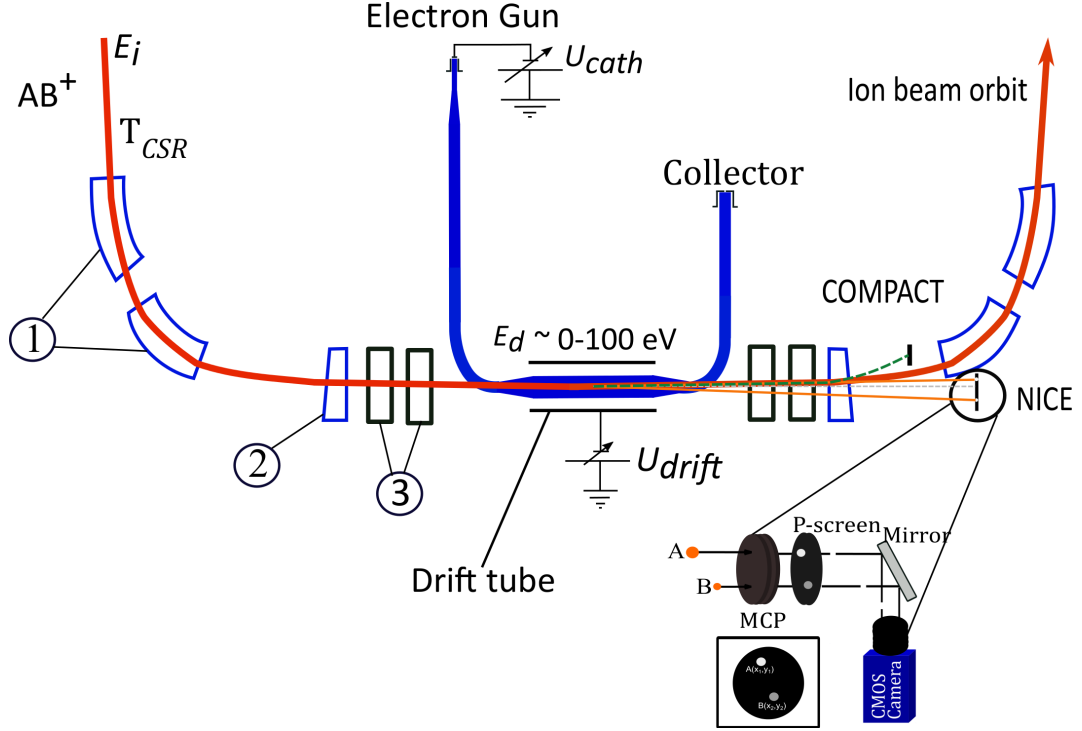 Electron Gun
E_i
U_cath
AB⁺
Ion beam orbit
T_CSR
Collector
COMPACT
1
E_d ~ 0-100 eV
NICE
2
3
U_drift
P-screen
Mirror
A
Drift tube
B
MCP
A(x₁,y₁)
B(x₂,y₂)
CMOS
Camera